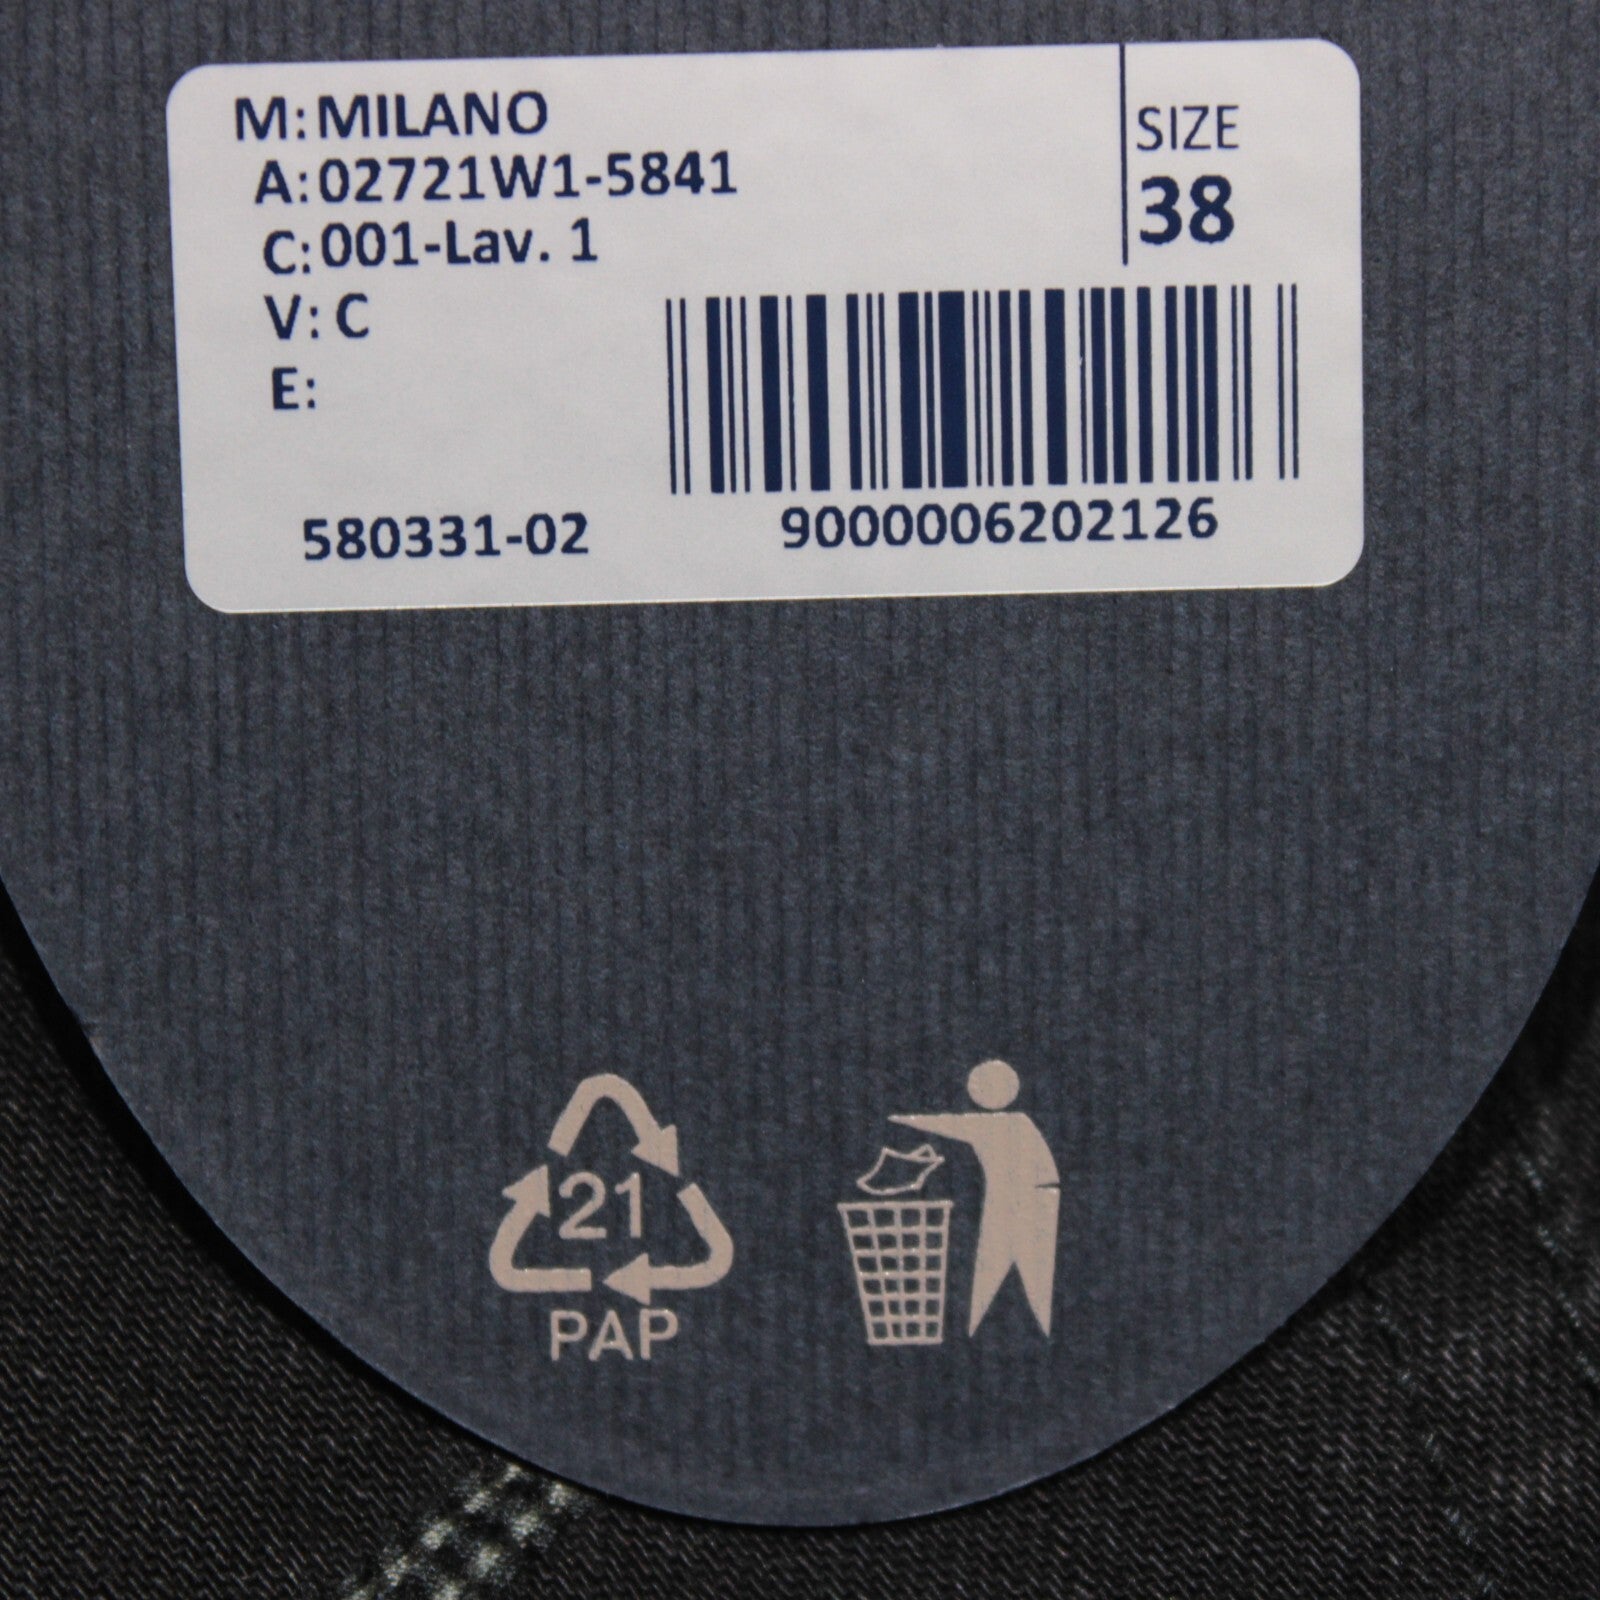 M: MILANO
A: 02721W1-5841
C: 001-Lav. 1
V: C
E:
SIZE
38
580331-02
9000006202126
21
PAP